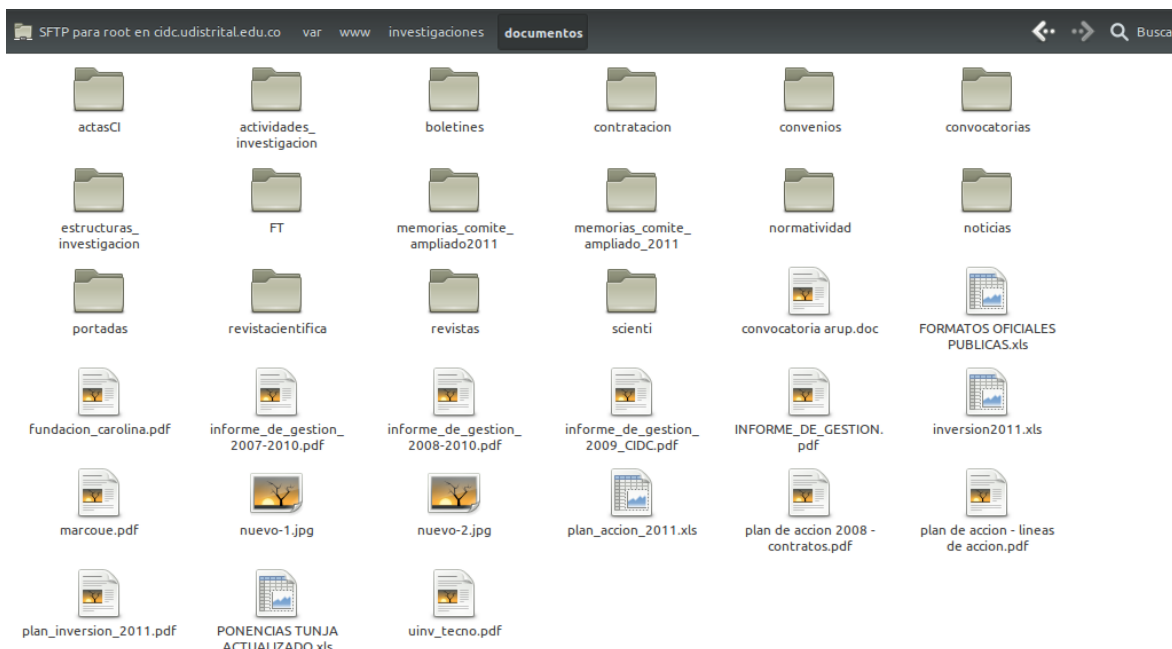 SFTP para root en cidc.udistrital.edu.co var www investigaciones documentos Busca
actasCI
actividades_
investigacion
boletines
contratacion
convenios
convocatorias
estructuras_
investigacion
FT
memorias_comite_
ampliado2011
memorias_comite_
ampliado_2011
normatividad
noticias
portadas
revistacientifica
revistas
scienti
convocatoria arup.doc
FORMATOS OFICIALES
PUBLICAS.xls
fundacion_carolina.pdf
informe_de_gestion_
2007-2010.pdf
informe_de_gestion_
2008-2010.pdf
informe_de_gestion_
2009_CIDC.pdf
INFORME_DE_GESTION.
pdf
inversion2011.xls
marcoue.pdf
nuevo-1.jpg
nuevo-2.jpg
plan_accion_2011.xls
plan de accion 2008 -
contratos.pdf
plan de accion - lineas
de accion.pdf
plan_inversion_2011.pdf
PONENCIAS TUNJA
ACTUALIZADO.xls
uinv_tecno.pdf